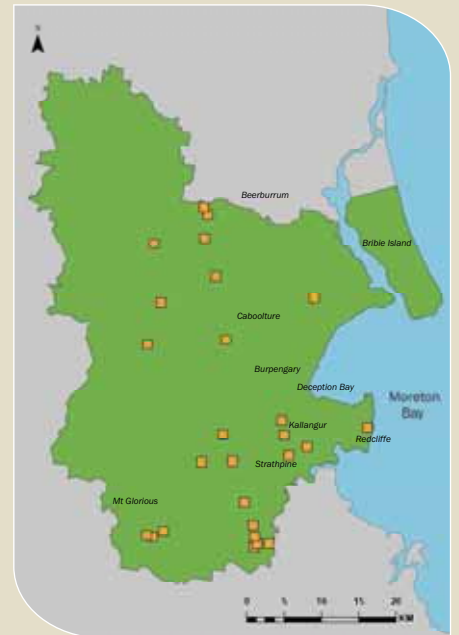 N
Beerburrum
Bribie Island
Caboolture
Burpengary
Deception Bay
Moreton
Bay
Kallangur
Redcliffe
Strathpine
Mt Glorious
0 5 10 15 20
KM